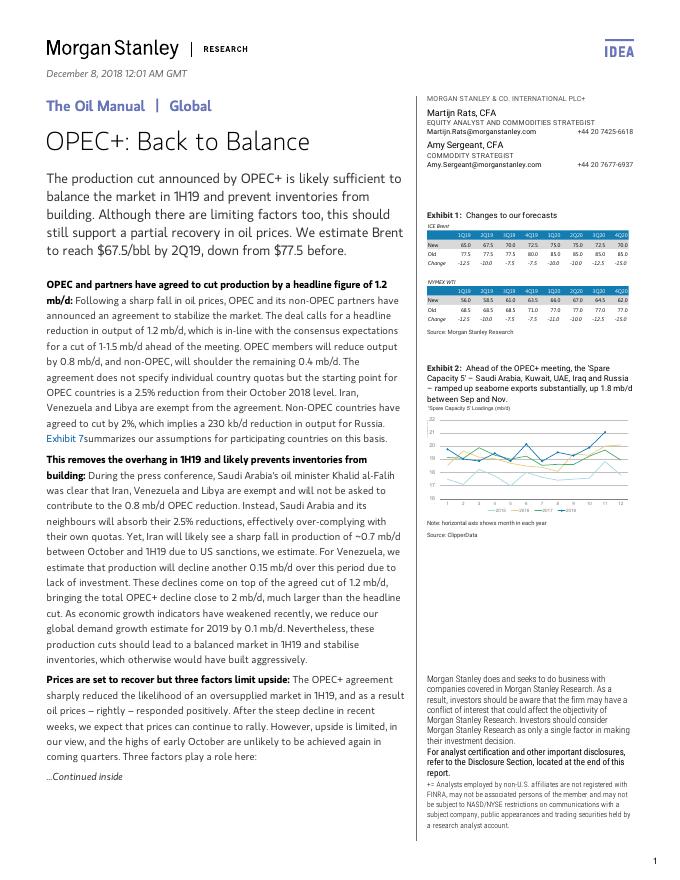 Morgan Stanley | RESEARCH
IDEA
December 8, 2018 12:01 AM GMT
The Oil Manual | Global
OPEC+: Back to Balance
The production cut announced by OPEC+ is likely sufficient to
balance the market in 1H19 and prevent inventories from
building. Although there are limiting factors too, this should
still support a partial recovery in oil prices. We estimate Brent
to reach $67.5/bbl by 2Q19, down from $77.5 before.
OPEC and partners have agreed to cut production by a headline figure of 1.2
mb/d: Following a sharp fall in oil prices, OPEC and its non-OPEC partners have
announced an agreement to stabilize the market. The deal calls for a headline
reduction in output of 1.2 mb/d, which is in-line with the consensus expectations
for a cut of 1-1.5 mb/d ahead of the meeting. OPEC members will reduce output
by 0.8 mb/d, and non-OPEC, will shoulder the remaining 0.4 mb/d. The
agreement does not specify individual country quotas but the starting point for
OPEC countries is a 2.5% reduction from their October 2018 level. Iran,
Venezuela and Libya are exempt from the agreement. Non-OPEC countries have
agreed to cut by 2%, which implies a 230 kb/d reduction in output for Russia.
Exhibit 7summarizes our assumptions for participating countries on this basis.
This removes the overhang in 1H19 and likely prevents inventories from
building: During the press conference, Saudi Arabia's oil minister Khalid al-Falih
was clear that Iran, Venezuela and Libya are exempt and will not be asked to
contribute to the 0.8 mb/d OPEC reduction. Instead, Saudi Arabia and its
neighbours will absorb their 2.5% reductions, effectively over-complying with
their own quotas. Yet, Iran will likely see a sharp fall in production of ~0.7 mb/d
between October and 1H19 due to US sanctions, we estimate. For Venezuela, we
estimate that production will decline another 0.15 mb/d over this period due to
lack of investment. These declines come on top of the agreed cut of 1.2 mb/d,
bringing the total OPEC+ decline close to 2 mb/d, much larger than the headline
cut. As economic growth indicators have weakened recently, we reduce our
global demand growth estimate for 2019 by 0.1 mb/d. Nevertheless, these
production cuts should lead to a balanced market in 1H19 and stabilise
inventories, which otherwise would have built aggressively.
Prices are set to recover but three factors limit upside: The OPEC+ agreement
sharply reduced the likelihood of an oversupplied market in 1H19, and as a result
oil prices – rightly – responded positively. After the steep decline in recent
weeks, we expect that prices can continue to rally. However, upside is limited, in
our view, and the highs of early October are unlikely to be achieved again in
coming quarters. Three factors play a role here:
...Continued inside
MORGAN STANLEY & CO. INTERNATIONAL PLC+
Martijn Rats, CFA
EQUITY ANALYST AND COMMODITIES STRATEGIST
Martijn.Rats@morganstanley.com +44 20 7425-6618
Amy Sergeant, CFA
COMMODITY STRATEGIST
Amy.Sergeant@morganstanley.com +44 20 7677-6937
Exhibit 1: Changes to our forecasts
ICE Brent
1Q19 2Q19 3Q19 4Q19 1Q20 2Q20 3Q20 4Q20
New 65.0 67.5 70.0 72.5 75.0 75.0 72.5 70.0
Old 77.5 77.5 77.5 80.0 85.0 85.0 85.0 85.0
Change -12.5 -10.0 -7.5 -7.5 -10.0 -10.0 -12.5 -15.0
NYMEX WTI
1Q19 2Q19 3Q19 4Q19 1Q20 2Q20 3Q20 4Q20
New 56.0 58.5 61.0 63.5 66.0 67.0 64.5 62.0
Old 68.5 68.5 68.5 71.0 77.0 77.0 77.0 77.0
Change -12.5 -10.0 -7.5 -7.5 -11.0 -10.0 -12.5 -15.0
Source: Morgan Stanley Research
Exhibit 2: Ahead of the OPEC+ meeting, the 'Spare
Capacity 5' – Saudi Arabia, Kuwait, UAE, Iraq and Russia
– ramped up seaborne exports substantially, up 1.8 mb/d
between Sep and Nov.
'Spare Capacity 5' Loadings (mb/d)
22
21
20
19
18
17
16
1 2 3 4 5 6 7 8 9 10 11 12
2015 2016 2017 2018
Note: horizontal axis shows month in each year
Source: ClipperData
Morgan Stanley does and seeks to do business with
companies covered in Morgan Stanley Research. As a
result, investors should be aware that the firm may have a
conflict of interest that could affect the objectivity of
Morgan Stanley Research. Investors should consider
Morgan Stanley Research as only a single factor in making
their investment decision.
For analyst certification and other important disclosures,
refer to the Disclosure Section, located at the end of this
report.
+= Analysts employed by non-U.S. affiliates are not registered with
FINRA, may not be associated persons of the member and may not
be subject to NASD/NYSE restrictions on communications with a
subject company, public appearances and trading securities held by
a research analyst account.
1